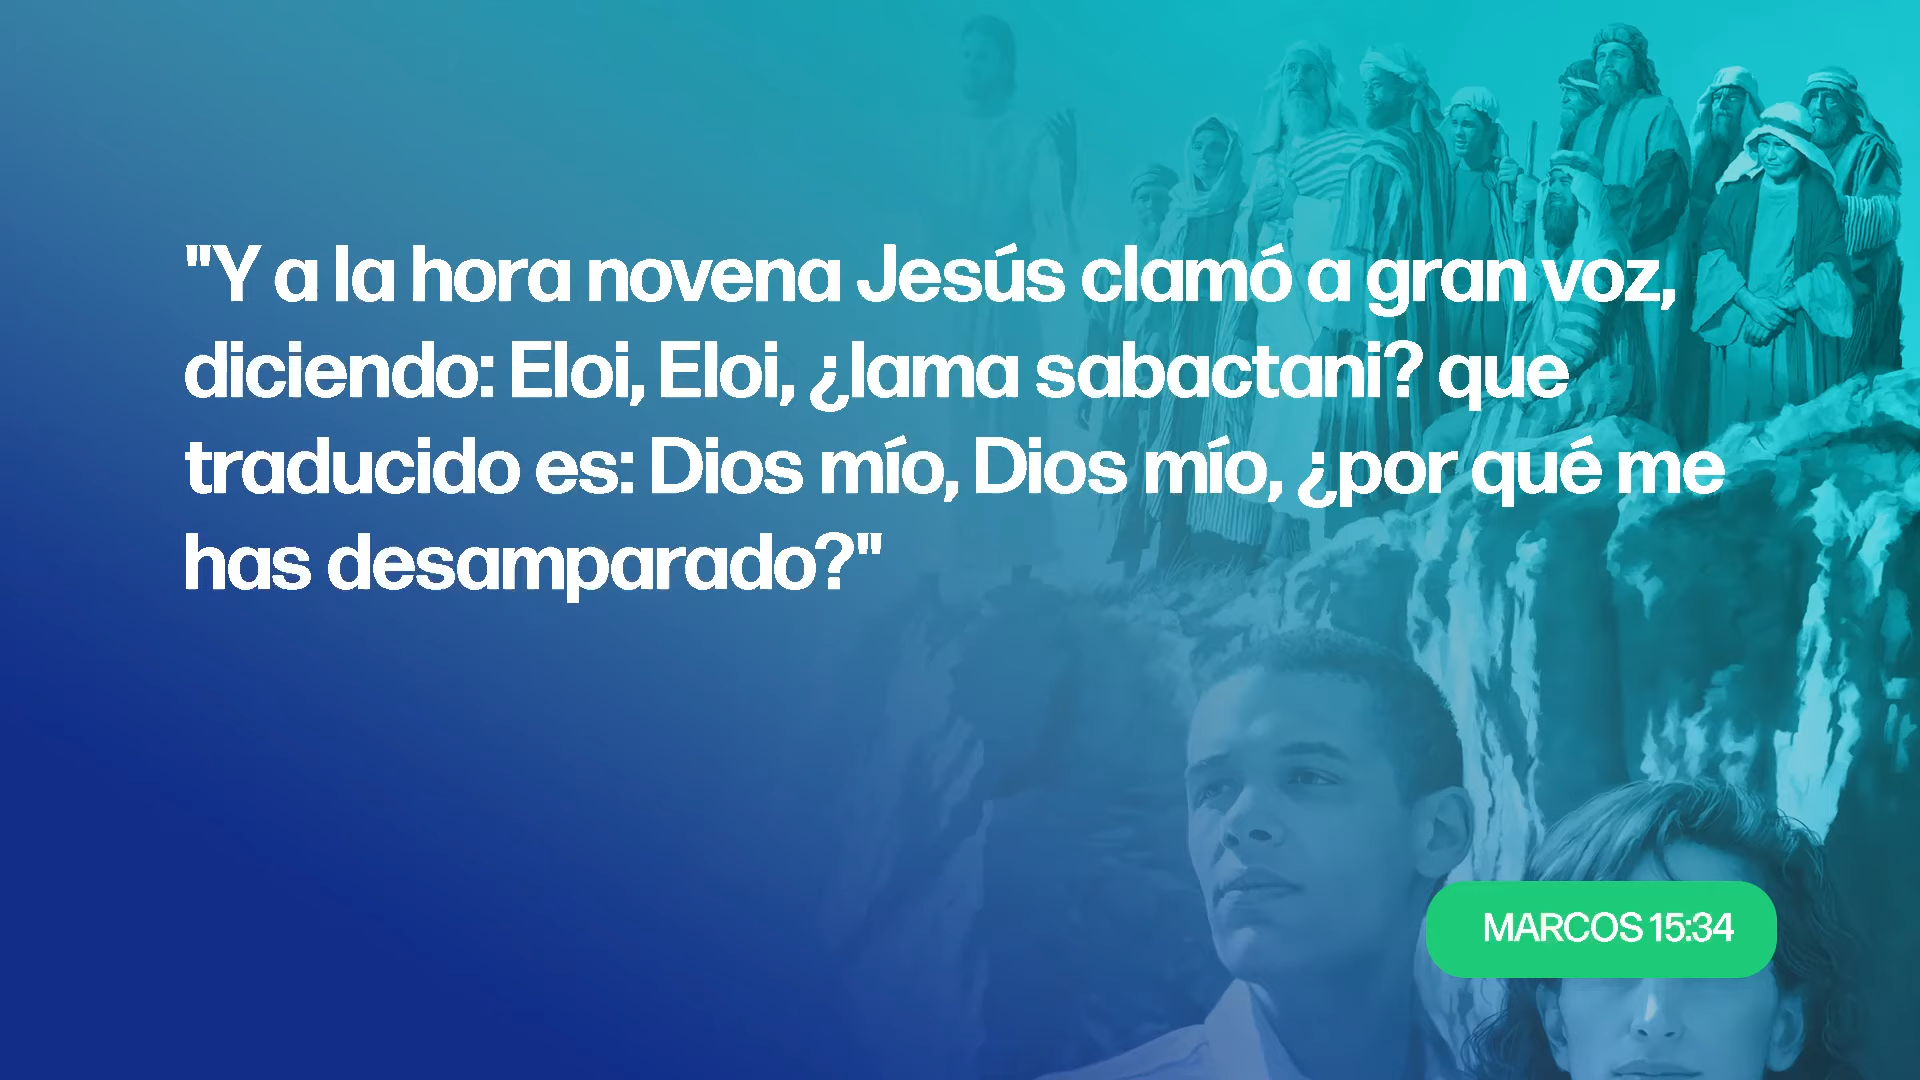 "Y a la hora novena Jesús clamó a gran voz,
diciendo: Eloi, Eloi, ¿lama sabactani? que
traducido es: Dios mío, Dios mío, ¿por qué me
has desamparado?"
MARCOS 15:34